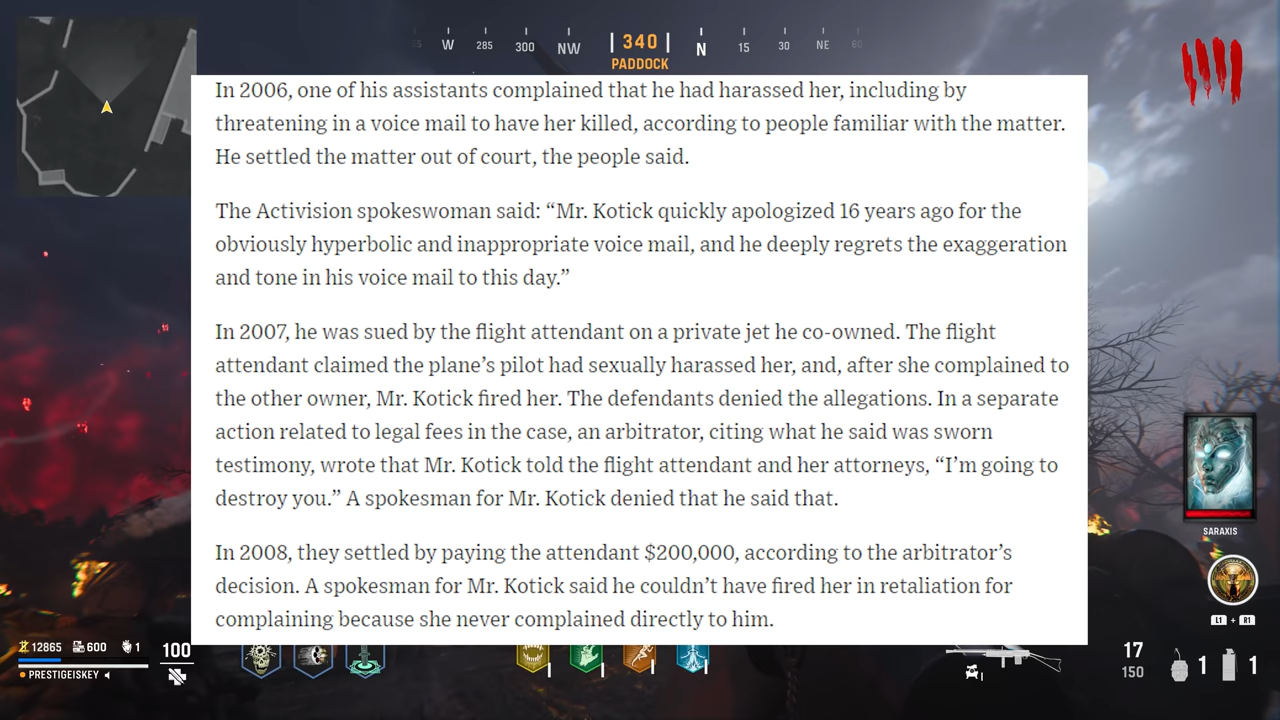 W 285 300 NW | 340 | N 15 30 NE 60
PADDOCK
In 2006, one of his assistants complained that he had harassed her, including by
threatening in a voice mail to have her killed, according to people familiar with the matter.
He settled the matter out of court, the people said.
The Activision spokeswoman said: “Mr. Kotick quickly apologized 16 years ago for the
obviously hyperbolic and inappropriate voice mail, and he deeply regrets the exaggeration
and tone in his voice mail to this day.”
In 2007, he was sued by the flight attendant on a private jet he co-owned. The flight
attendant claimed the plane’s pilot had sexually harassed her, and, after she complained to
the other owner, Mr. Kotick fired her. The defendants denied the allegations. In a separate
action related to legal fees in the case, an arbitrator, citing what he said was sworn
testimony, wrote that Mr. Kotick told the flight attendant and her attorneys, “I’m going to
destroy you.” A spokesman for Mr. Kotick denied that he said that.
In 2008, they settled by paying the attendant $200,000, according to the arbitrator’s
decision. A spokesman for Mr. Kotick said he couldn’t have fired her in retaliation for
complaining because she never complained directly to him.
SARAXIS
L1 + R1
12865 600 1
100
PRESTIGEISKEY
17
150
1 1